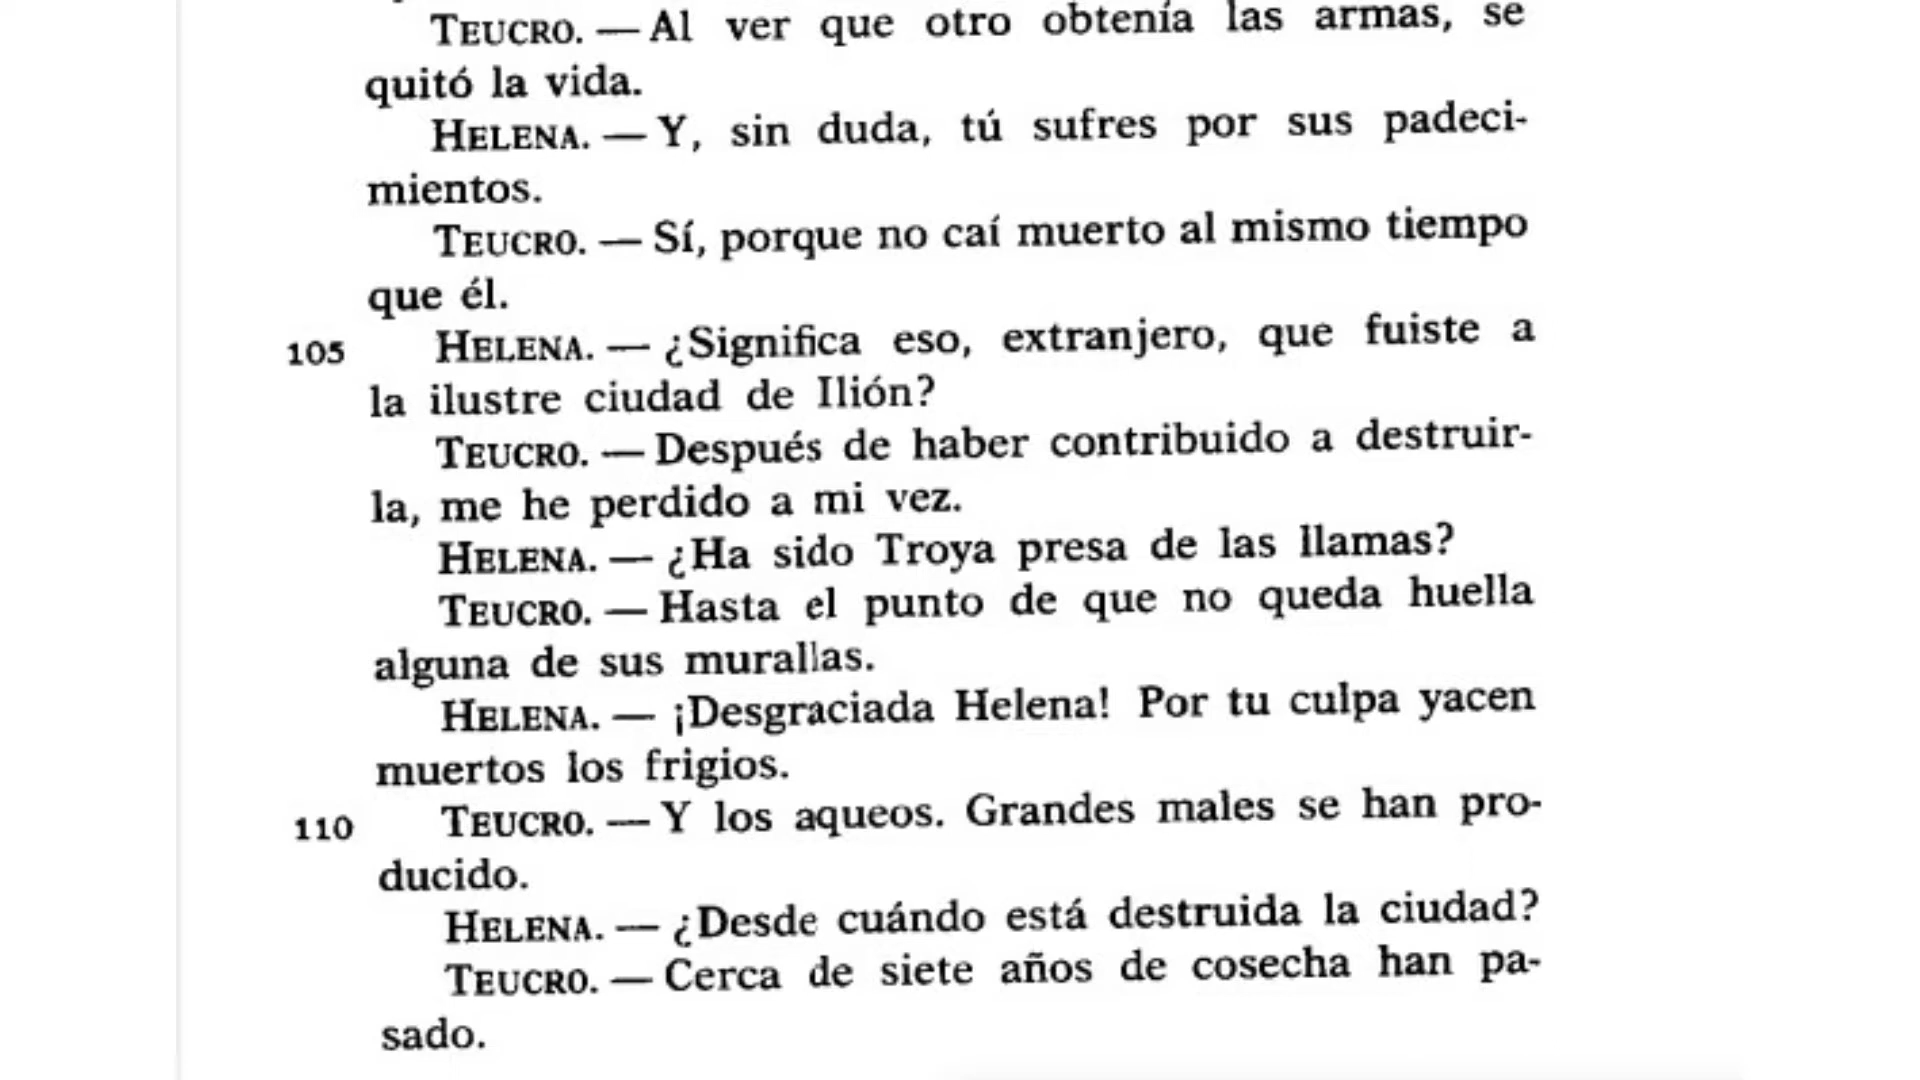 TEUCRO. — Al ver que otro obtenía las armas, se
quitó la vida.
HELENA. — Y, sin duda, tú sufres por sus padeci-
mientos.
TEUCRO. — Sí, porque no caí muerto al mismo tiempo
que él.
105 HELENA. — ¿Significa eso, extranjero, que fuiste a
la ilustre ciudad de Ilión?
TEUCRO. — Después de haber contribuido a destruir-
la, me he perdido a mi vez.
HELENA. — ¿Ha sido Troya presa de las llamas?
TEUCRO. — Hasta el punto de que no queda huella
alguna de sus murallas.
HELENA. — ¡Desgraciada Helena! Por tu culpa yacen
muertos los frigios.
110 TEUCRO. — Y los aqueos. Grandes males se han pro-
ducido.
HELENA. — ¿Desde cuándo está destruida la ciudad?
TEUCRO. — Cerca de siete años de cosecha han pa-
sado.